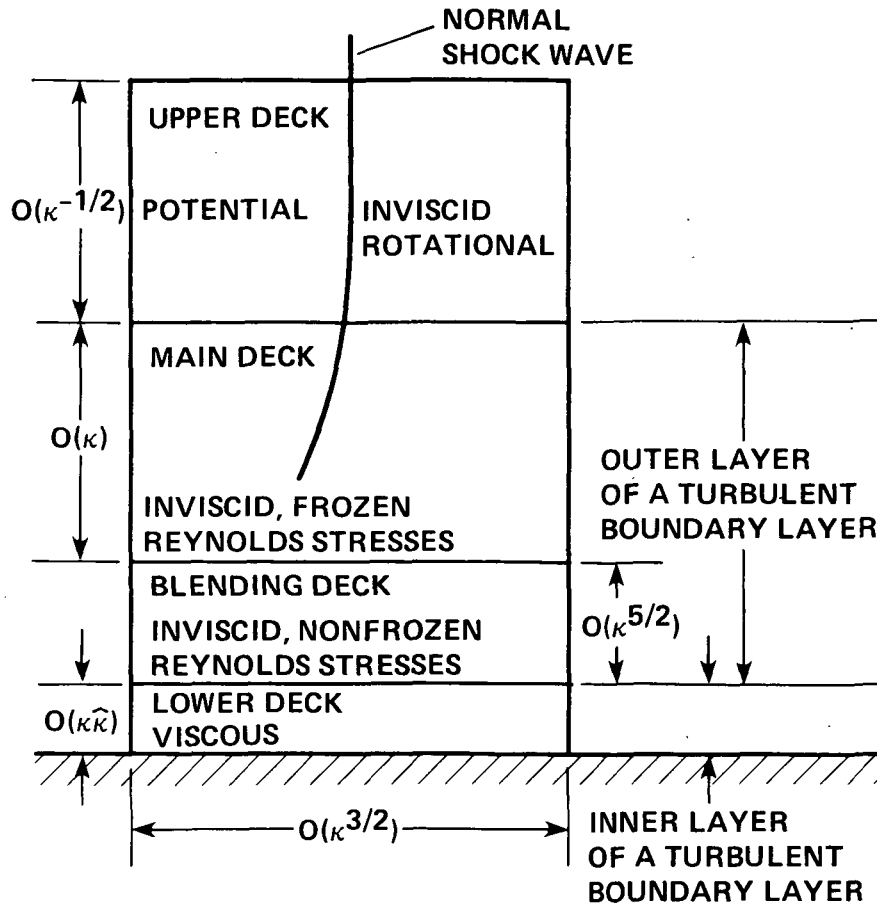 NORMAL
SHOCK WAVE
UPPER DECK
O(κ^-1/2)
POTENTIAL
INVISCID
ROTATIONAL
MAIN DECK
O(κ)
INVISCID, FROZEN
REYNOLDS STRESSES
OUTER LAYER
OF A TURBULENT
BOUNDARY LAYER
BLENDING DECK
INVISCID, NONFROZEN
REYNOLDS STRESSES
O(κ^5/2)
LOWER DECK
VISCOUS
O(κκ̂)
O(κ^3/2)
INNER LAYER
OF A TURBULENT
BOUNDARY LAYER